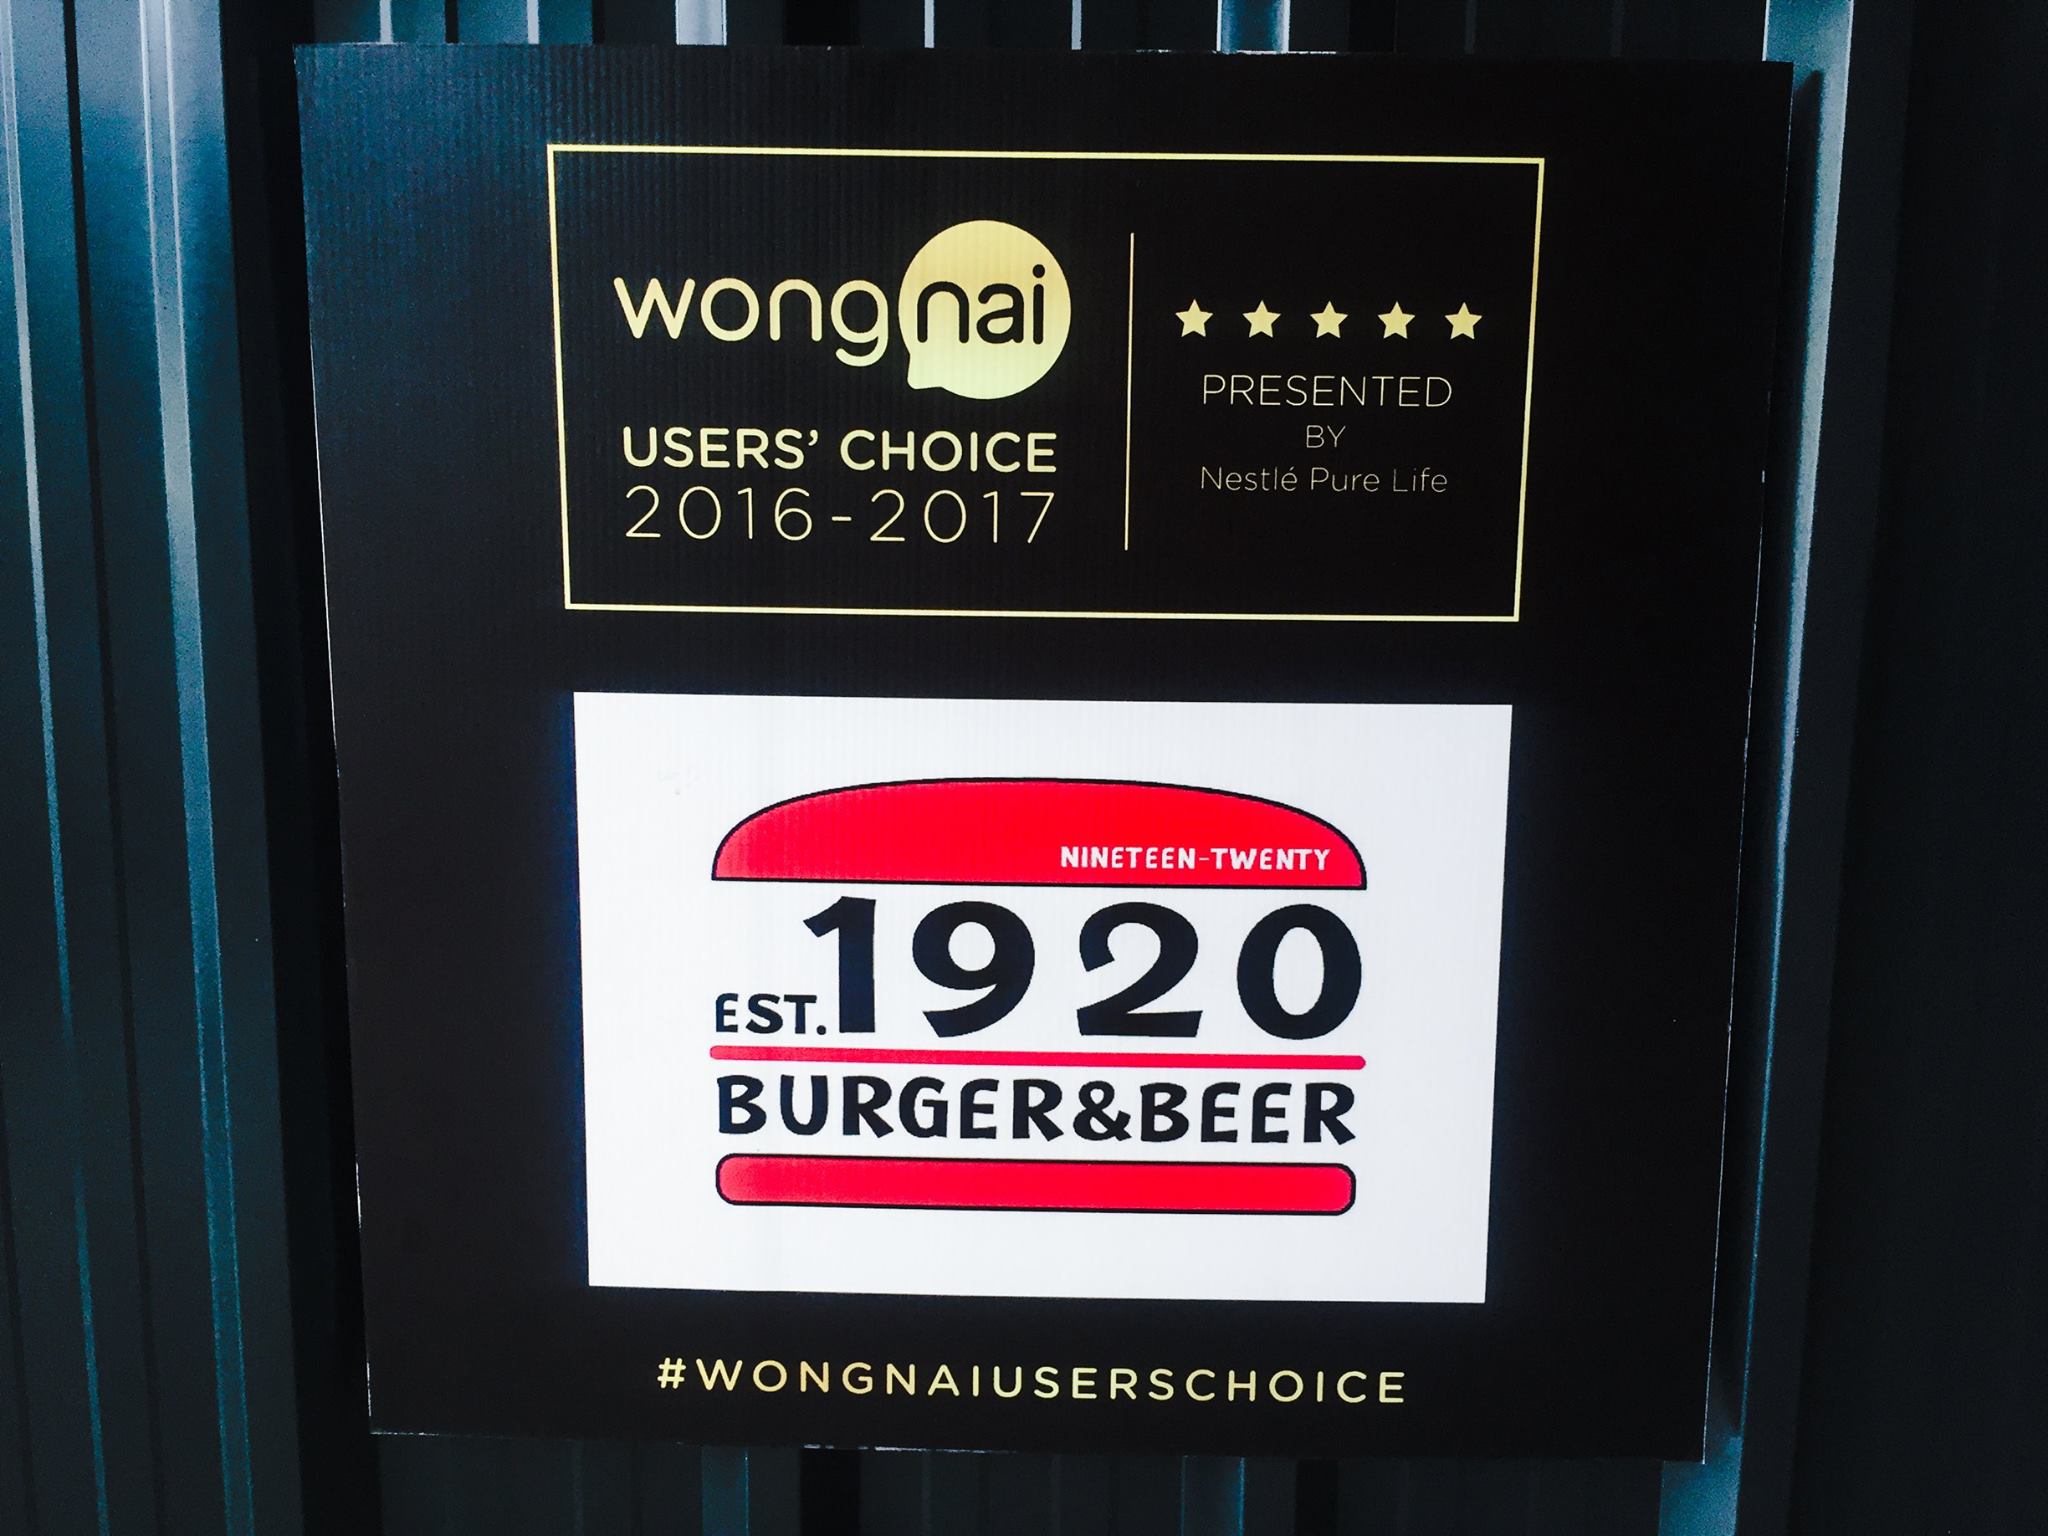 wongnai
USERS' CHOICE
2016-2017
PRESENTED
BY
Nestlé Pure Life
NINETEEN-TWENTY
EST. 1920
BURGER&BEER
#WONGNAIUSERSCHOICE